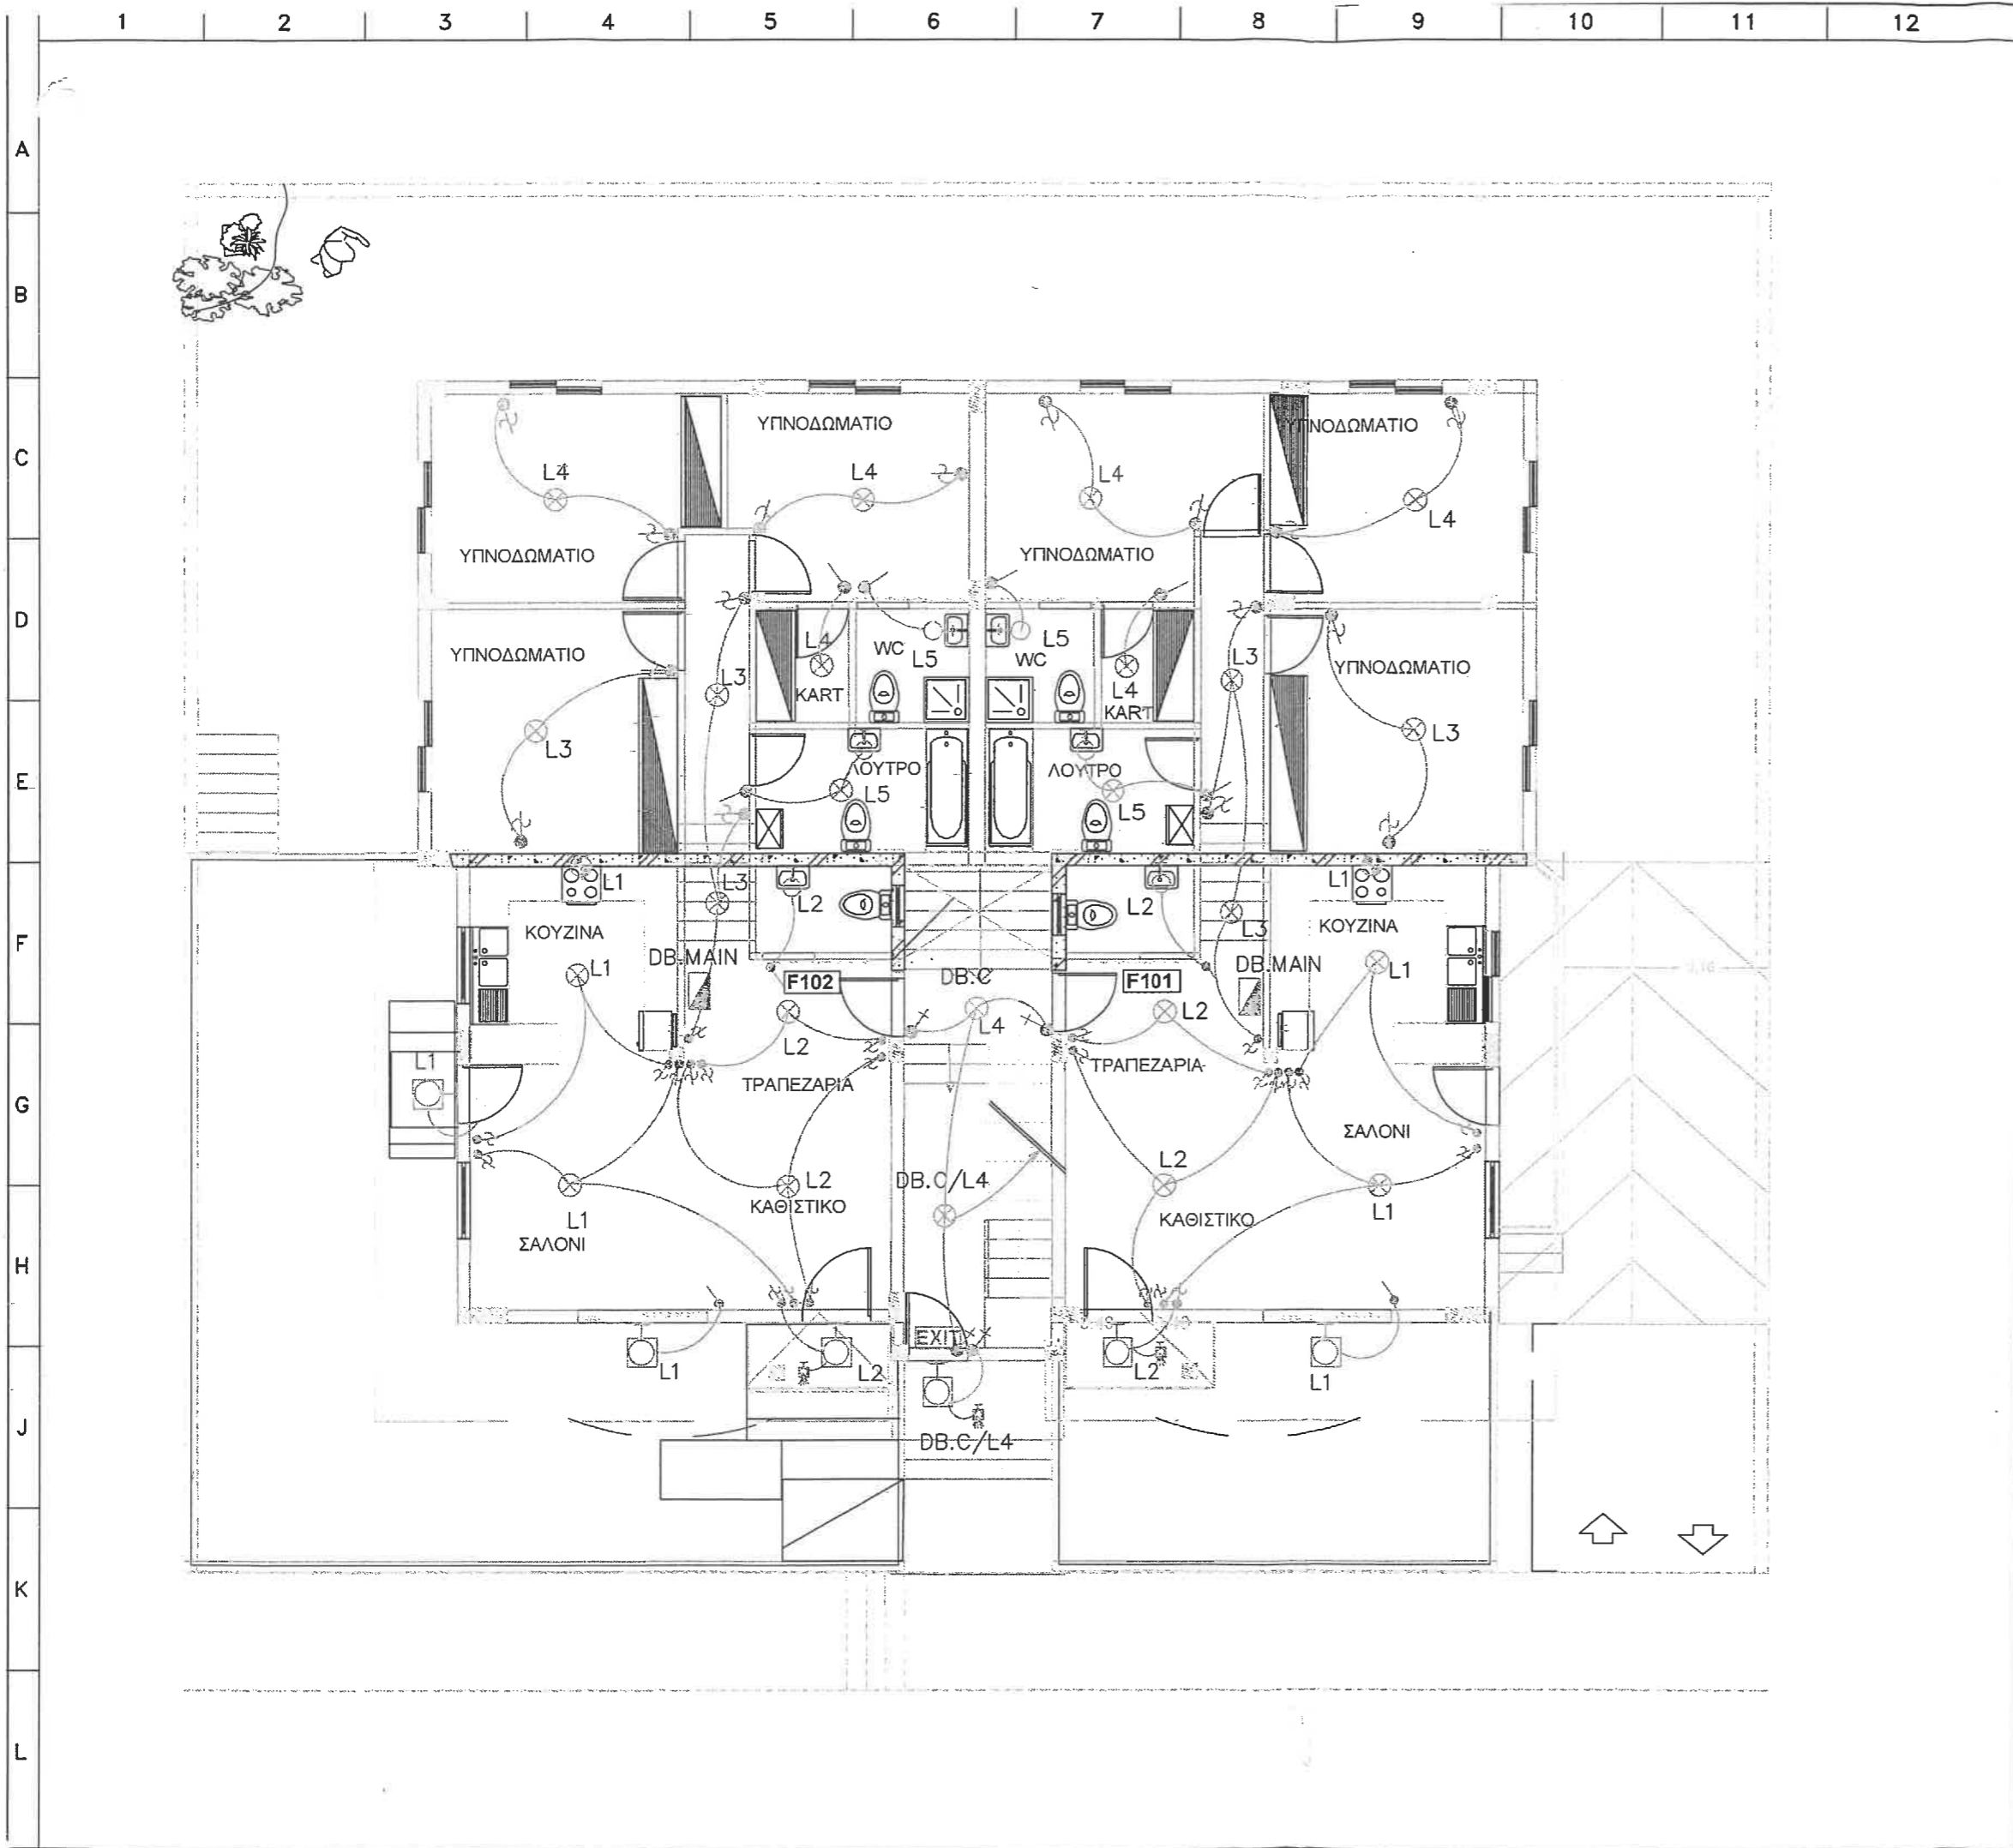 1 2 3 4 5 6 7 8 9 10 11 12
A
B
C
D
E
F
G
H
J
K
L
ΥΠΝΟΔΩΜΑΤΙΟ
ΥΠΝΟΔΩΜΑΤΙΟ
L4
L4
L4
L4
ΥΠΝΟΔΩΜΑΤΙΟ
ΥΠΝΟΔΩΜΑΤΙΟ
ΥΠΝΟΔΩΜΑΤΙΟ
L4
WC
L5
L5
WC
L3
ΥΠΝΟΔΩΜΑΤΙΟ
L3
KART
L4
KART
L3
L3
ΛΟΥΤΡΟ
L5
ΛΟΥΤΡΟ
L5
L1
L3
L2
L2
L1
ΚΟΥΖΙΝΑ
L3
ΚΟΥΖΙΝΑ
L1
DB.MAIN
F102
DB.C
F101
DB.MAIN
L1
L2
L4
L2
L1
ΤΡΑΠΕΖΑΡΙΑ
ΤΡΑΠΕΖΑΡΙΑ
ΣΑΛΟΝΙ
L2
DB.C/L4
L2
ΚΑΘΙΣΤΙΚΟ
ΚΑΘΙΣΤΙΚΟ
L1
L1
ΣΑΛΟΝΙ
EXIT
L1
L2
L2
L1
DB.C/L4